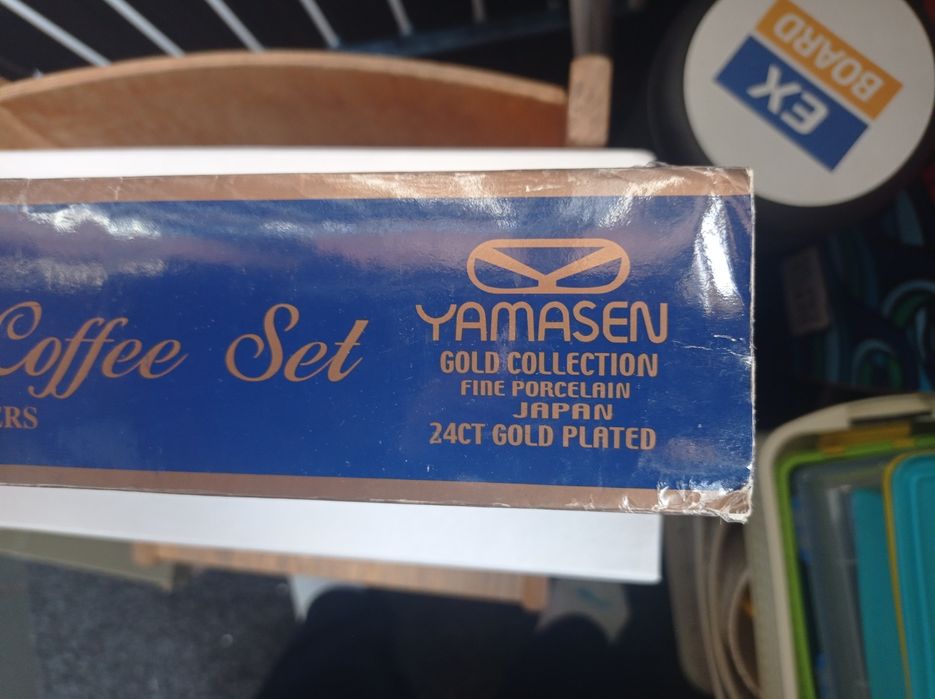 EX
BOARD
Coffee Set
ERS
YAMASEN
GOLD COLLECTION
FINE PORCELAIN
JAPAN
24CT GOLD PLATED